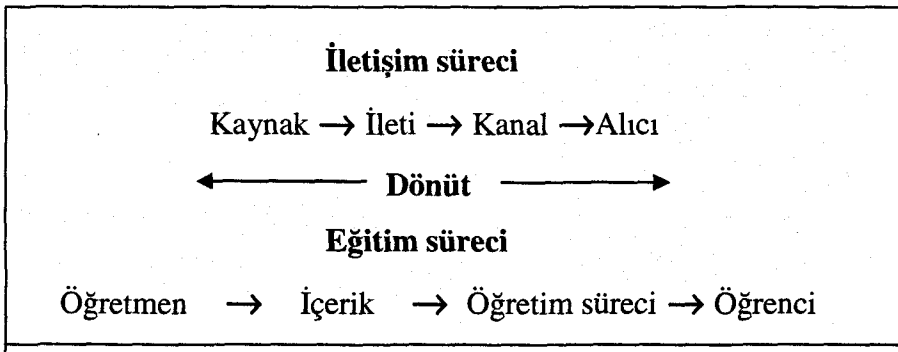 İletişim süreci
Kaynak → İleti → Kanal →Alıcı
Dönüt
Eğitim süreci
Öğretmen → İçerik → Öğretim süreci → Öğrenci